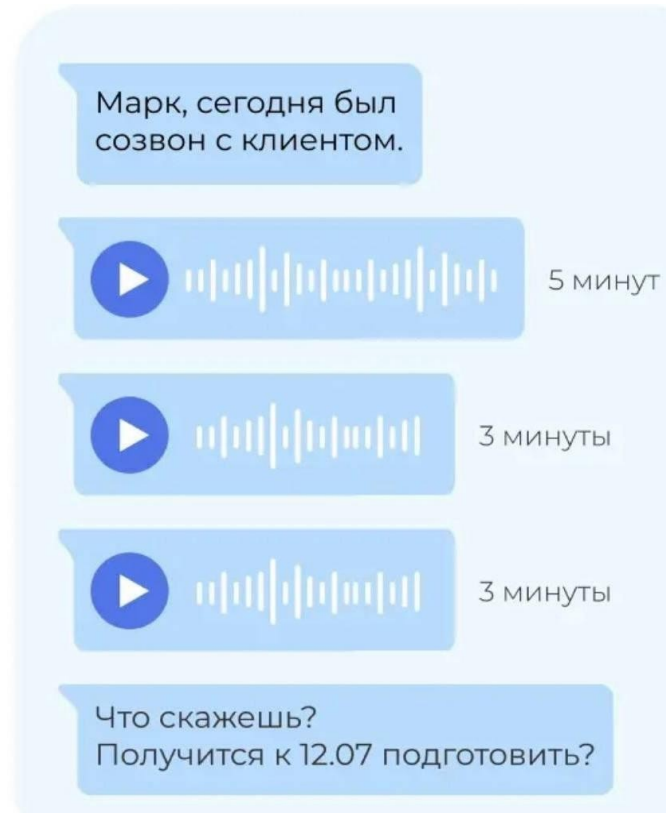 Марк, сегодня был
созвон с клиентом.
5 минут
3 минуты
3 минуты
Что скажешь?
Получится к 12.07 подготовить?